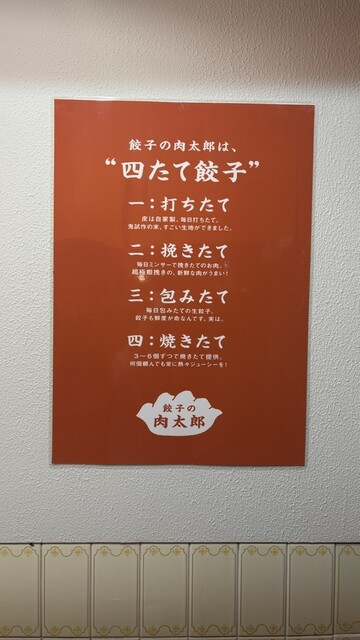 餃子の肉太郎は、
“四たて餃子”
一：打ちたて
皮は自家製。毎日打ちたて。
鬼試作の末、すごい生地ができました。
二：挽きたて
毎日ミンサーで挽きたてのお肉。
超極粗挽きの、新鮮な肉がうまい！
三：包みたて
毎日包みたての生餃子。
餃子も鮮度が命なんです。実は。
四：焼きたて
3〜6個ずつで焼きたて提供。
何個頼んでも常に熱々ジューシーを！
餃子の
肉太郎